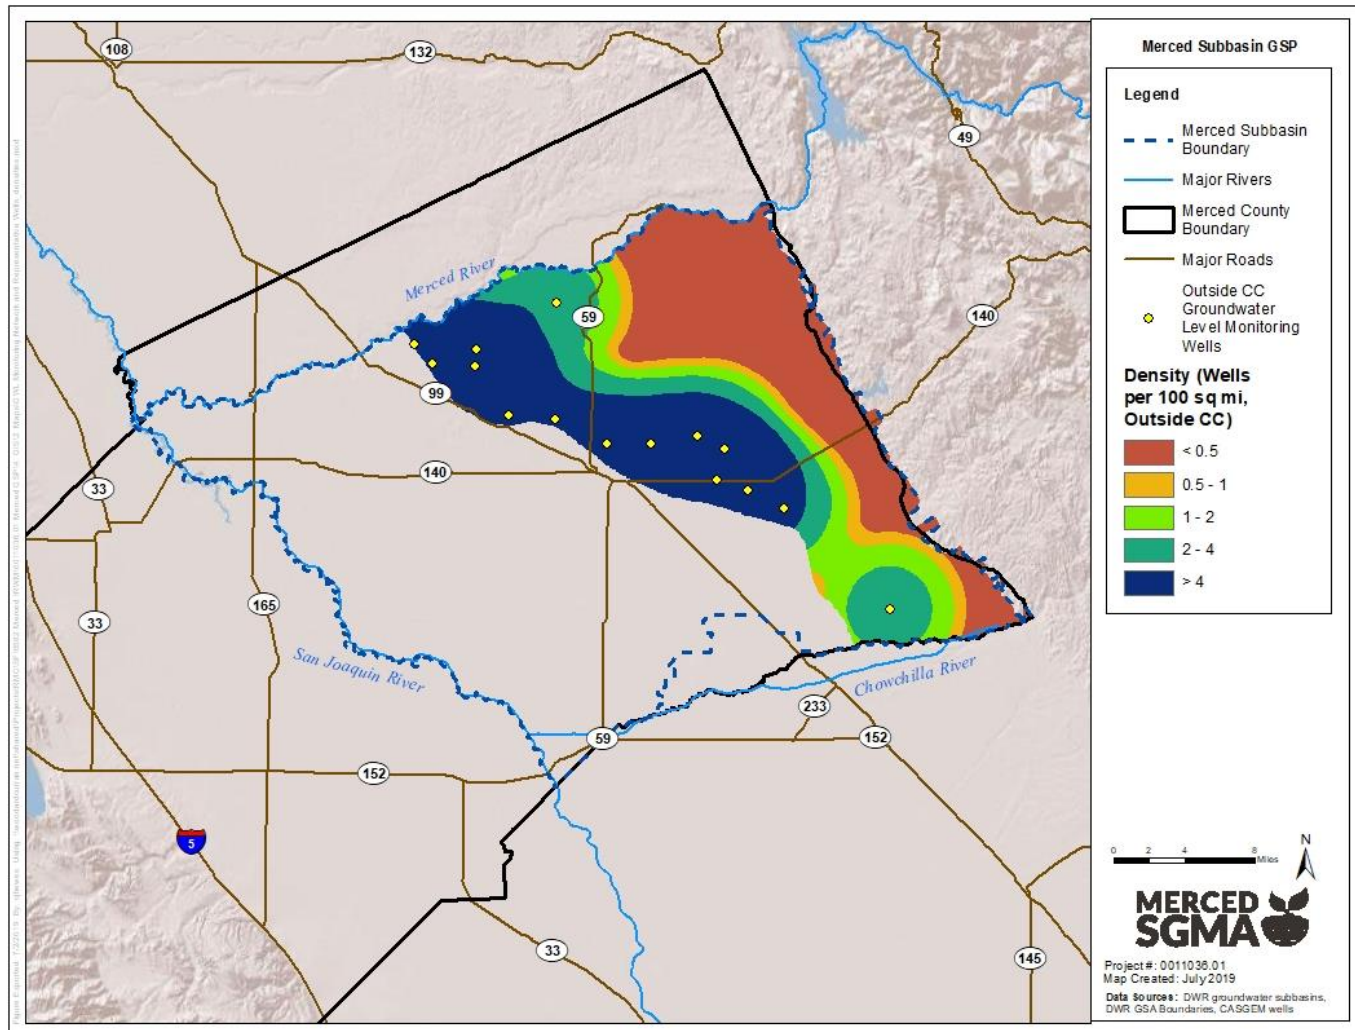 108
132
49
Merced River
59
140
99
140
33
33
165
San Joaquin River
Chowchilla River
233
59
152
152
5
33
145
Merced Subbasin GSP
Legend
Merced Subbasin
Boundary
Major Rivers
Merced County
Boundary
Major Roads
Outside CC
Groundwater
Level Monitoring
Wells
Density (Wells
per 100 sq mi,
Outside CC)
< 0.5
0.5 - 1
1 - 2
2 - 4
> 4
N
0 2 4 8
Miles
MERCED
SGMA
Project #: 0011036.01
Map Created: July 2019
Data Sources: DWR groundwater subbasins,
DWR GSA Boundaries, CASGEM wells